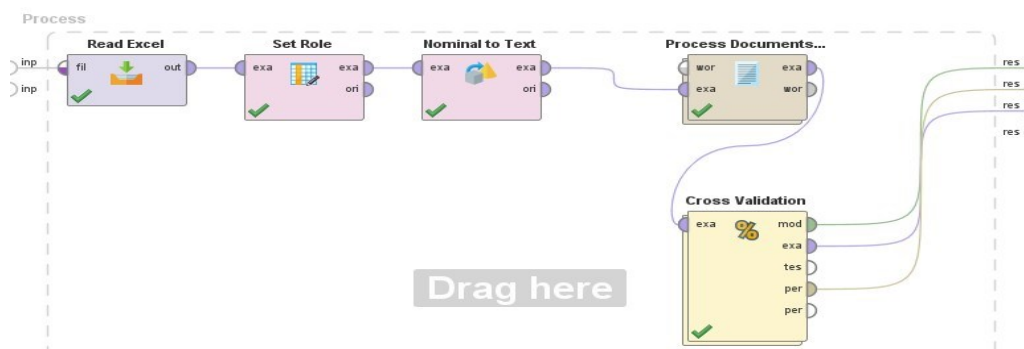 Process
Read Excel
Set Role
Nominal to Text
Process Documents...
inp
fil
out
exa
exa
exa
exa
wor
exa
res
inp
ori
ori
exa
wor
res
res
res
Cross Validation
exa
%
mod
exa
tes
per
per
Drag here